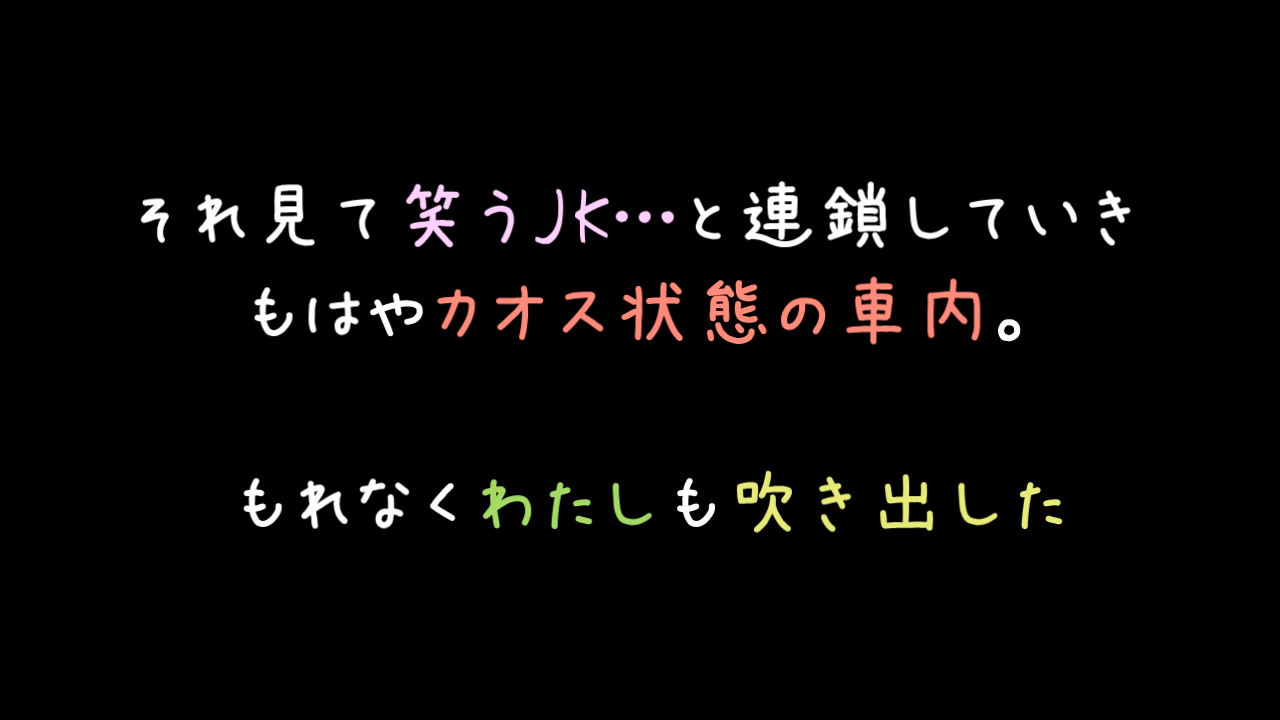 それ見て笑うJK…と連鎖していき
もはやカオス状態の車内。
もれなくわたしも吹き出した